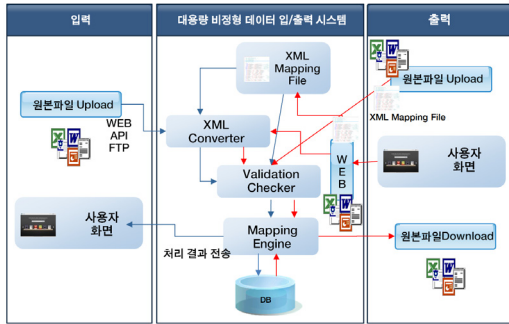 입력
대용량 비정형 데이터 입/출력 시스템
출력
XML
Mapping
File
원본파일 Upload
원본파일 Upload
XML Mapping File
WEB
API
FTP
XML
Converter
W
E
B
사용자
화면
Validation
Checker
사용자
화면
Mapping
Engine
원본파일Download
처리 결과 전송
DB